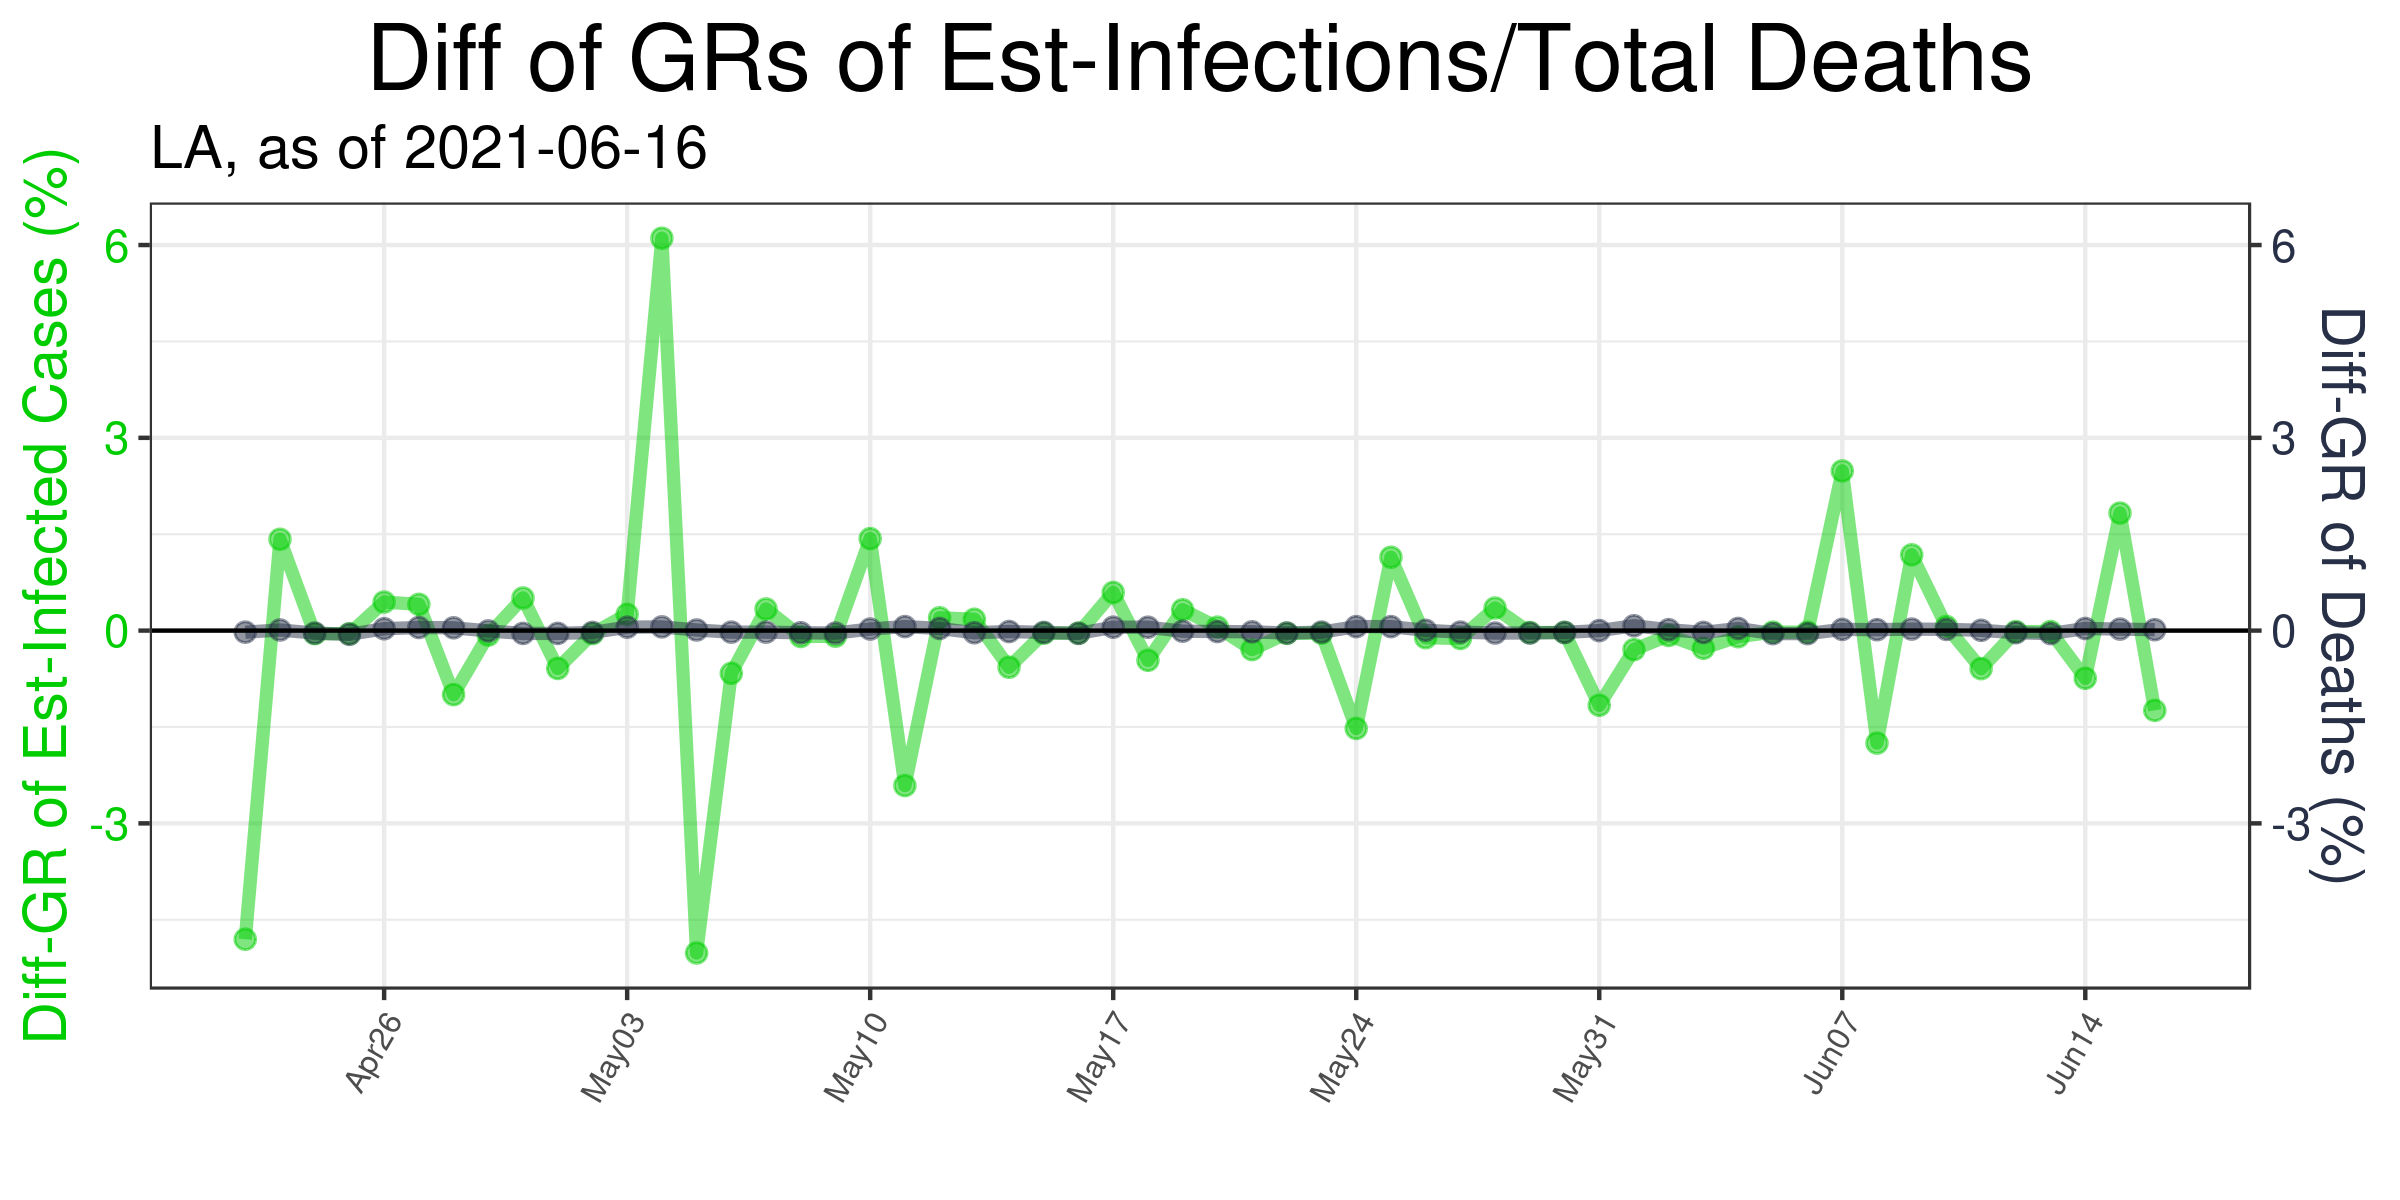 Diff of GRs of Est-Infections/Total Deaths
LA, as of 2021-06-16
Diff-GR of Est-Infected Cases (%)
6
3
0
-3
6
3
0
-3
Diff-GR of Deaths (%)
Apr26
May03
May10
May17
May24
May31
Jun07
Jun14